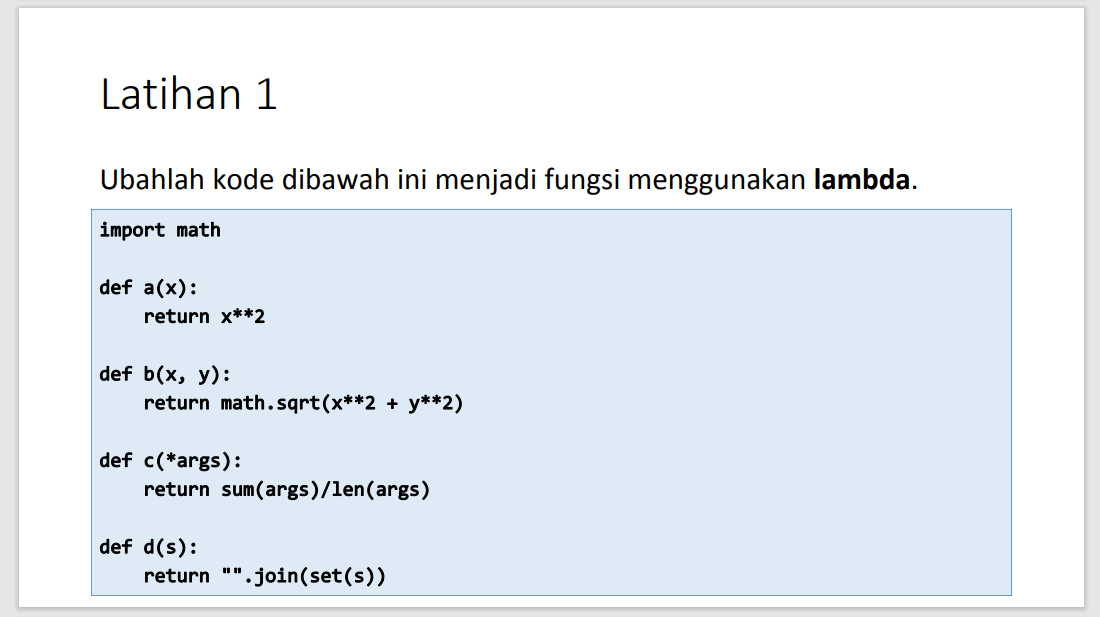 Latihan 1
Ubahlah kode dibawah ini menjadi fungsi menggunakan lambda.
import math
def a(x):
    return x**2
def b(x, y):
    return math.sqrt(x**2 + y**2)
def c(*args):
    return sum(args)/len(args)
def d(s):
    return "".join(set(s))